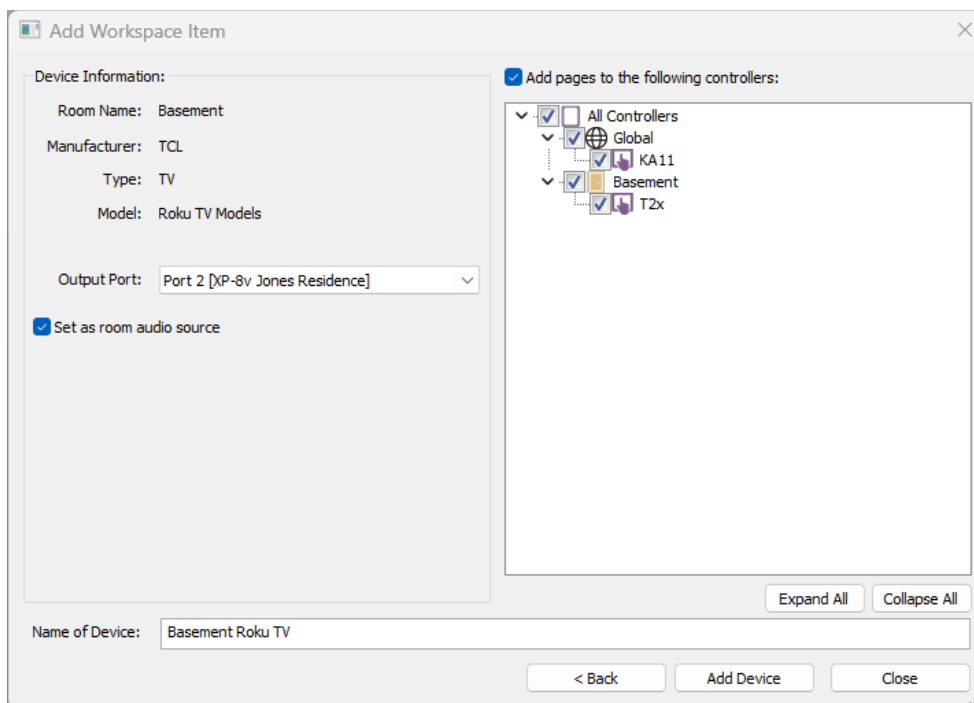 Add Workspace Item
Device Information:
Room Name: Basement
Manufacturer: TCL
Type: TV
Model: Roku TV Models
Output Port: Port 2 [XP-8v Jones Residence]
Set as room audio source
Add pages to the following controllers:
All Controllers
Global
KA11
Basement
T2x
Expand All Collapse All
Name of Device: Basement Roku TV
< Back Add Device Close